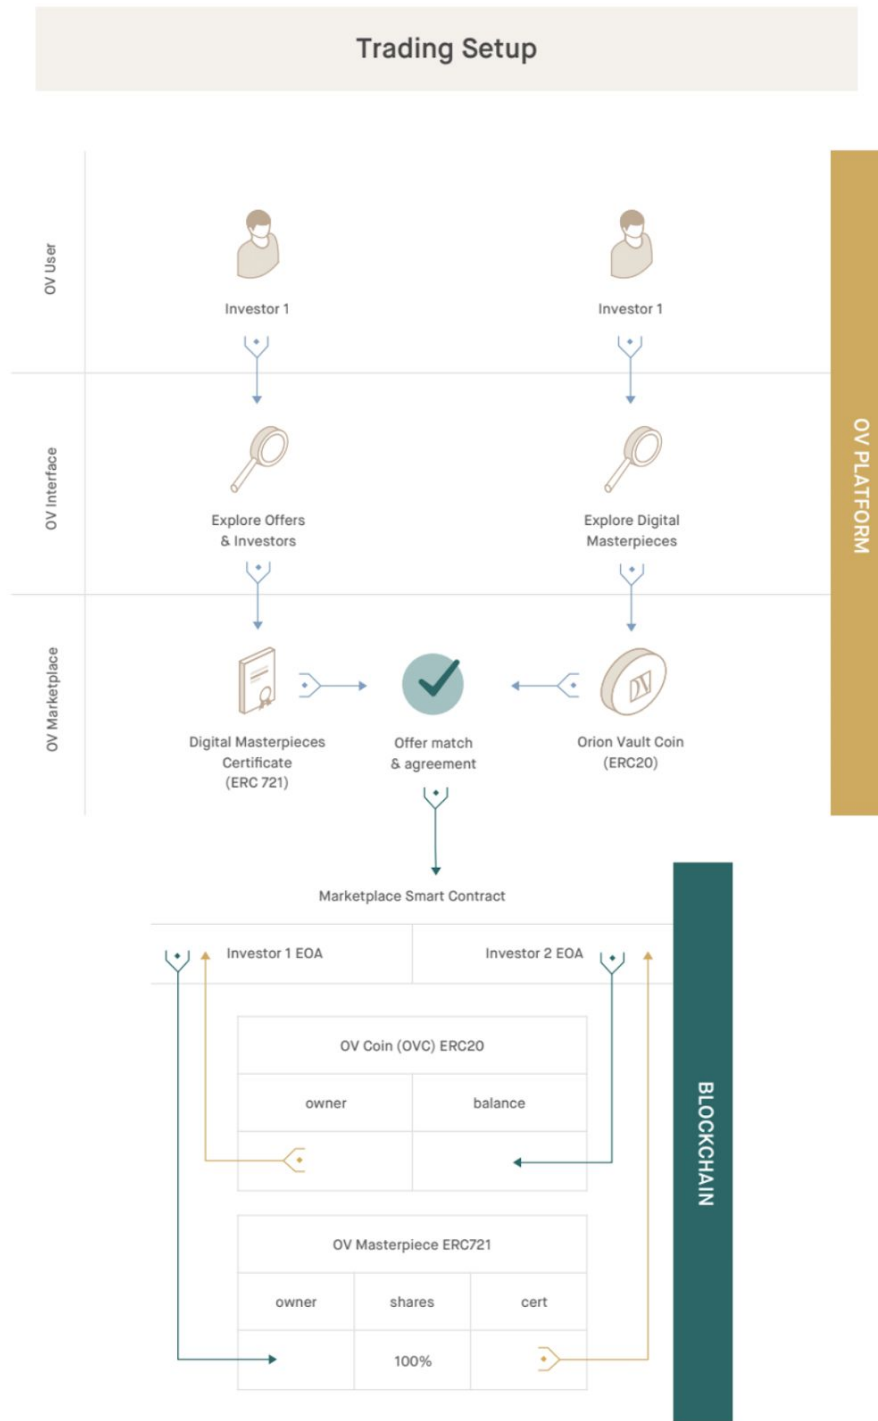 Trading Setup
OV User
Investor 1
Investor 1
OV Interface
Explore Offers
& Investors
Explore Digital
Masterpieces
OV PLATFORM
OV Marketplace
Digital Masterpieces
Certificate
(ERC 721)
Offer match
& agreement
OV
Orion Vault Coin
(ERC20)
Marketplace Smart Contract
Investor 1 EOA
Investor 2 EOA
OV Coin (OVC) ERC20
owner
balance
BLOCKCHAIN
OV Masterpiece ERC721
owner
shares
cert
100%